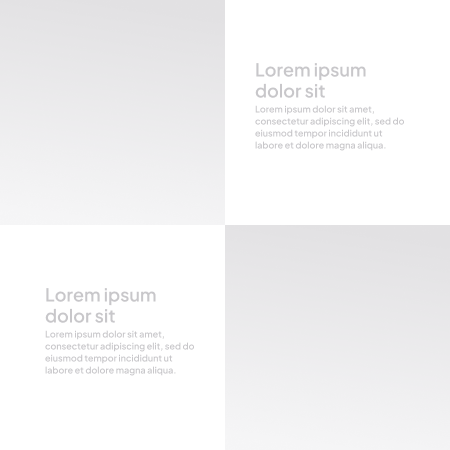 Lorem ipsum
dolor sit
Lorem ipsum dolor sit amet,
consectetur adipiscing elit, sed do
eiusmod tempor incididunt ut
labore et dolore magna aliqua.
Lorem ipsum
dolor sit
Lorem ipsum dolor sit amet,
consectetur adipiscing elit, sed do
eiusmod tempor incididunt ut
labore et dolore magna aliqua.